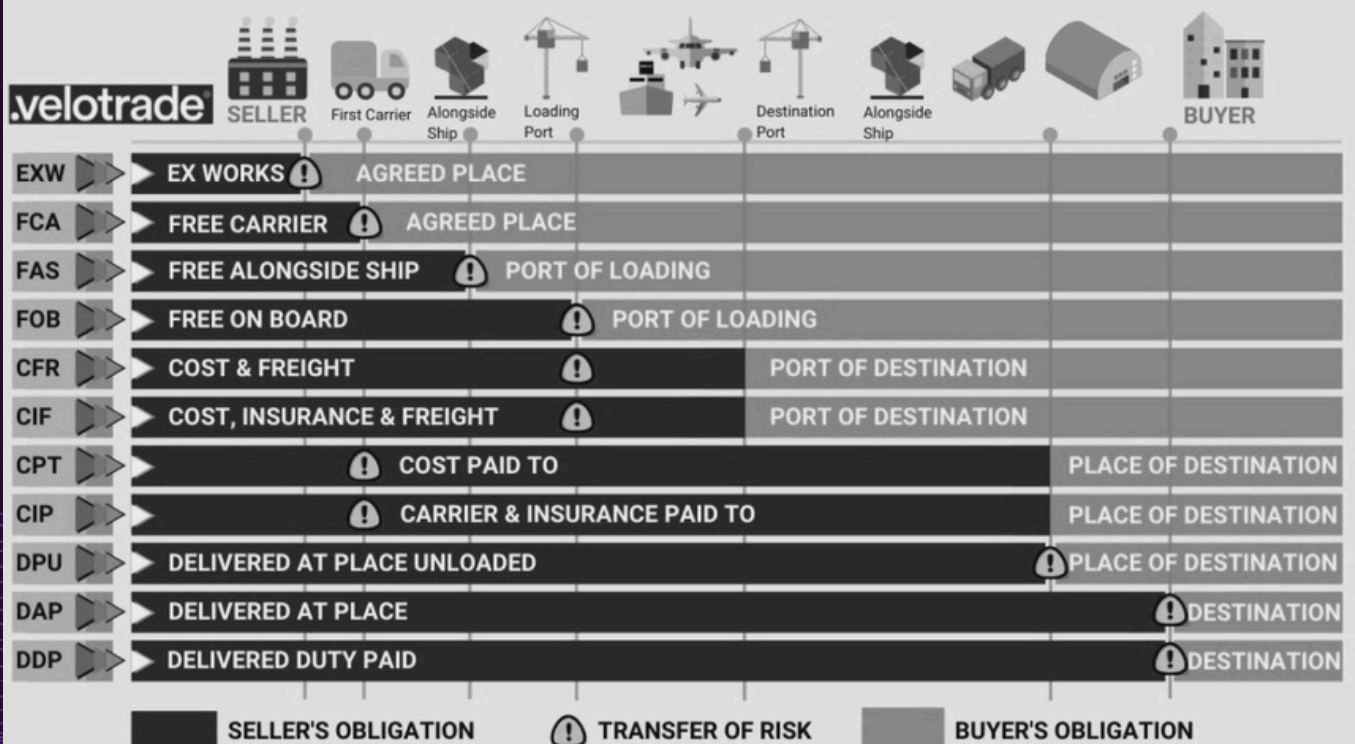 .velotrade
SELLER
First Carrier
Alongside
Ship
Loading
Port
Destination
Port
Alongside
Ship
BUYER
EXW EX WORKS AGREED PLACE
FCA FREE CARRIER AGREED PLACE
FAS FREE ALONGSIDE SHIP PORT OF LOADING
FOB FREE ON BOARD PORT OF LOADING
CFR COST & FREIGHT PORT OF DESTINATION
CIF COST, INSURANCE & FREIGHT PORT OF DESTINATION
CPT COST PAID TO PLACE OF DESTINATION
CIP CARRIER & INSURANCE PAID TO PLACE OF DESTINATION
DPU DELIVERED AT PLACE UNLOADED PLACE OF DESTINATION
DAP DELIVERED AT PLACE DESTINATION
DDP DELIVERED DUTY PAID DESTINATION
SELLER'S OBLIGATION TRANSFER OF RISK BUYER'S OBLIGATION